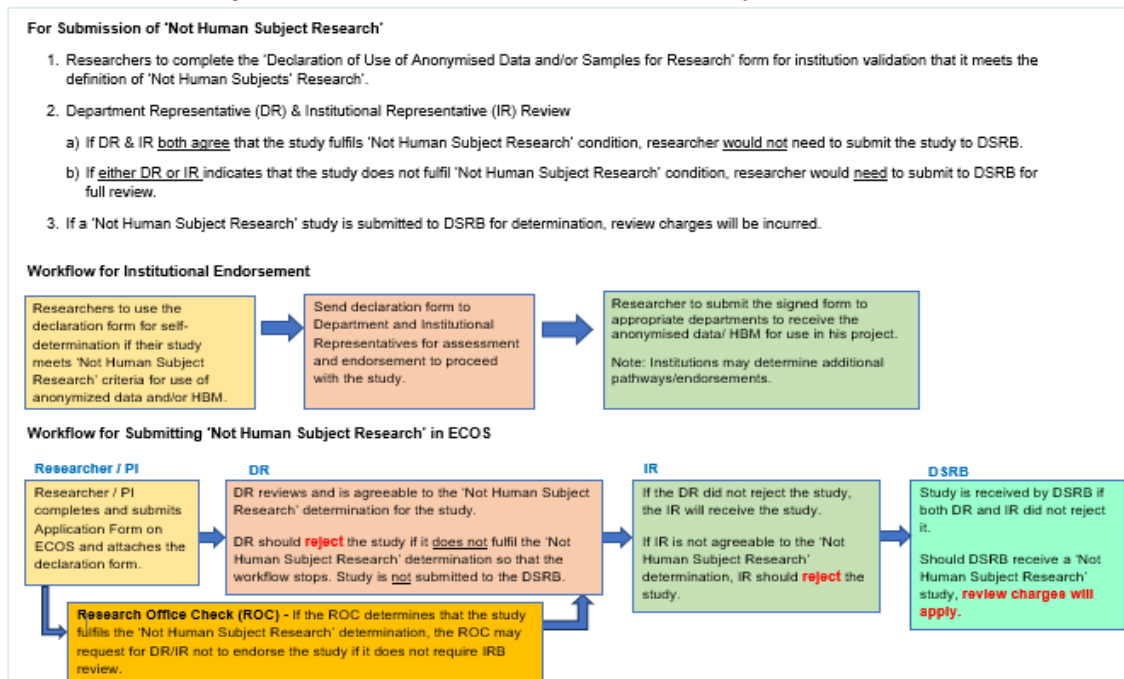 For Submission of 'Not Human Subject Research'
1. Researchers to complete the 'Declaration of Use of Anonymised Data and/or Samples for Research' form for institution validation that it meets the
definition of 'Not Human Subjects' Research'.
2. Department Representative (DR) & Institutional Representative (IR) Review
a) If DR & IR both agree that the study fulfils 'Not Human Subject Research' condition, researcher would not need to submit the study to DSRB.
b) If either DR or IR indicates that the study does not fulfil 'Not Human Subject Research' condition, researcher would need to submit to DSRB for
full review.
3. If a 'Not Human Subject Research' study is submitted to DSRB for determination, review charges will be incurred.
Workflow for Institutional Endorsement
Researchers to use the
declaration form for self-
determination if their study
meets 'Not Human Subject
Research' criteria for use of
anonymized data and/or HBM.
Send declaration form to
Department and Institutional
Representatives for assessment
and endorsement to proceed
with the study.
Researcher to submit the signed form to
appropriate departments to receive the
anonymised data/ HBM for use in his project.
Note: Institutions may determine additional
pathways/endorsements.
Workflow for Submitting 'Not Human Subject Research' in ECOS
Researcher / PI
Researcher / PI
completes and submits
Application Form on
ECOS and attaches the
declaration form.
DR
DR reviews and is agreeable to the 'Not Human Subject
Research' determination for the study.
DR should reject the study if it does not fulfil the 'Not
Human Subject Research' determination so that the
workflow stops. Study is not submitted to the DSRB.
IR
If the DR did not reject the study,
the IR will receive the study.
If IR is not agreeable to the 'Not
Human Subject Research'
determination, IR should reject the
study.
DSRB
Study is received by DSRB if
both DR and IR did not reject
it.
Should DSRB receive a 'Not
Human Subject Research'
study, review charges will
apply.
Research Office Check (ROC) - If the ROC determines that the study
fulfils the 'Not Human Subject Research' determination, the ROC may
request for DR/IR not to endorse the study if it does not require IRB
review.